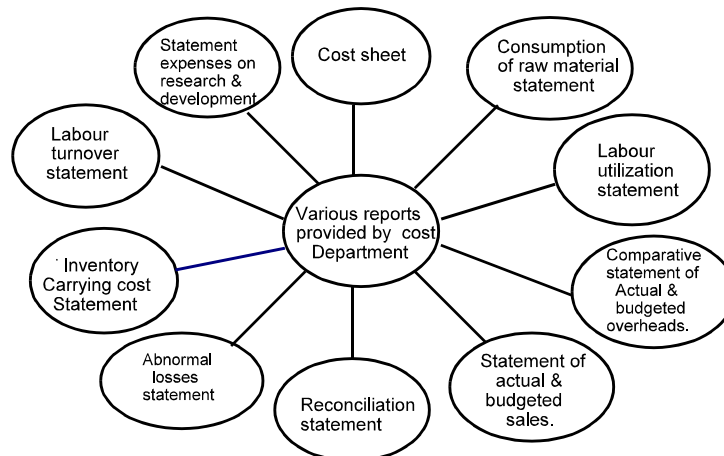 Statement
expenses on
research &
development
Cost sheet
Consumption
of raw material
statement
Labour
turnover
statement
Labour
utilization
statement
Various reports
provided by cost
Department
Inventory
Carrying cost
Statement
Comparative
statement of
Actual &
budgeted
overheads.
Abnormal
losses
statement
Reconciliation
statement
Statement of
actual &
budgeted
sales.